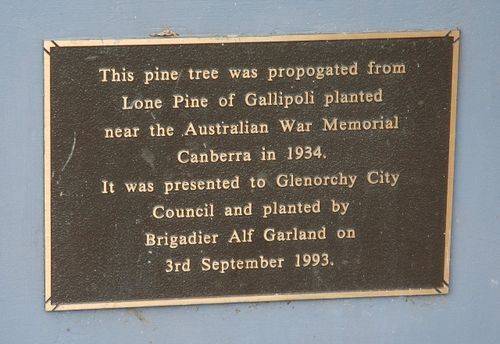 This pine tree was propogated from
Lone Pine of Gallipoli planted
near the Australian War Memorial
Canberra in 1934.
It was presented to Glenorchy City
Council and planted by
Brigadier Alf Garland on
3rd September 1993.